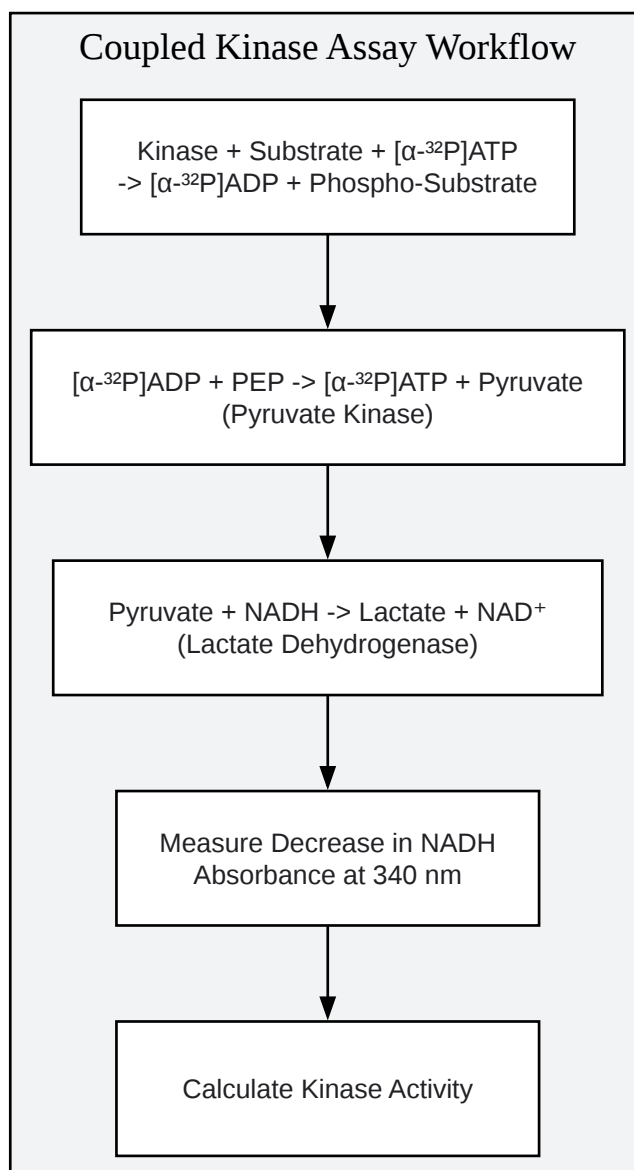 Coupled Kinase Assay Workflow
Kinase + Substrate + [α-³²P]ATP
-> [α-³²P]ADP + Phospho-Substrate
[α-³²P]ADP + PEP -> [α-³²P]ATP + Pyruvate
(Pyruvate Kinase)
Pyruvate + NADH -> Lactate + NAD⁺
(Lactate Dehydrogenase)
Measure Decrease in NADH
Absorbance at 340 nm
Calculate Kinase Activity